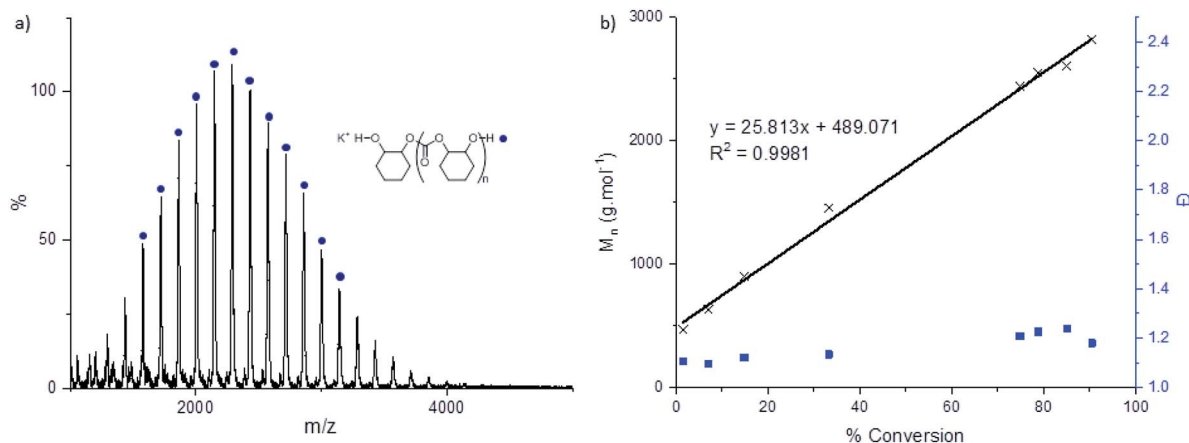 a)
%
100
50
0
2000
4000
m/z
K⁺ H–O
O
O
O
O–H
n
b)
Mₙ (g.mol⁻¹)
3000
2000
1000
0
y = 25.813x + 489.071
R² = 0.9981
0 20 40 60 80 100
% Conversion
2.4
2.2
2.0
1.8
1.6
1.4
1.2
1.0
Đ